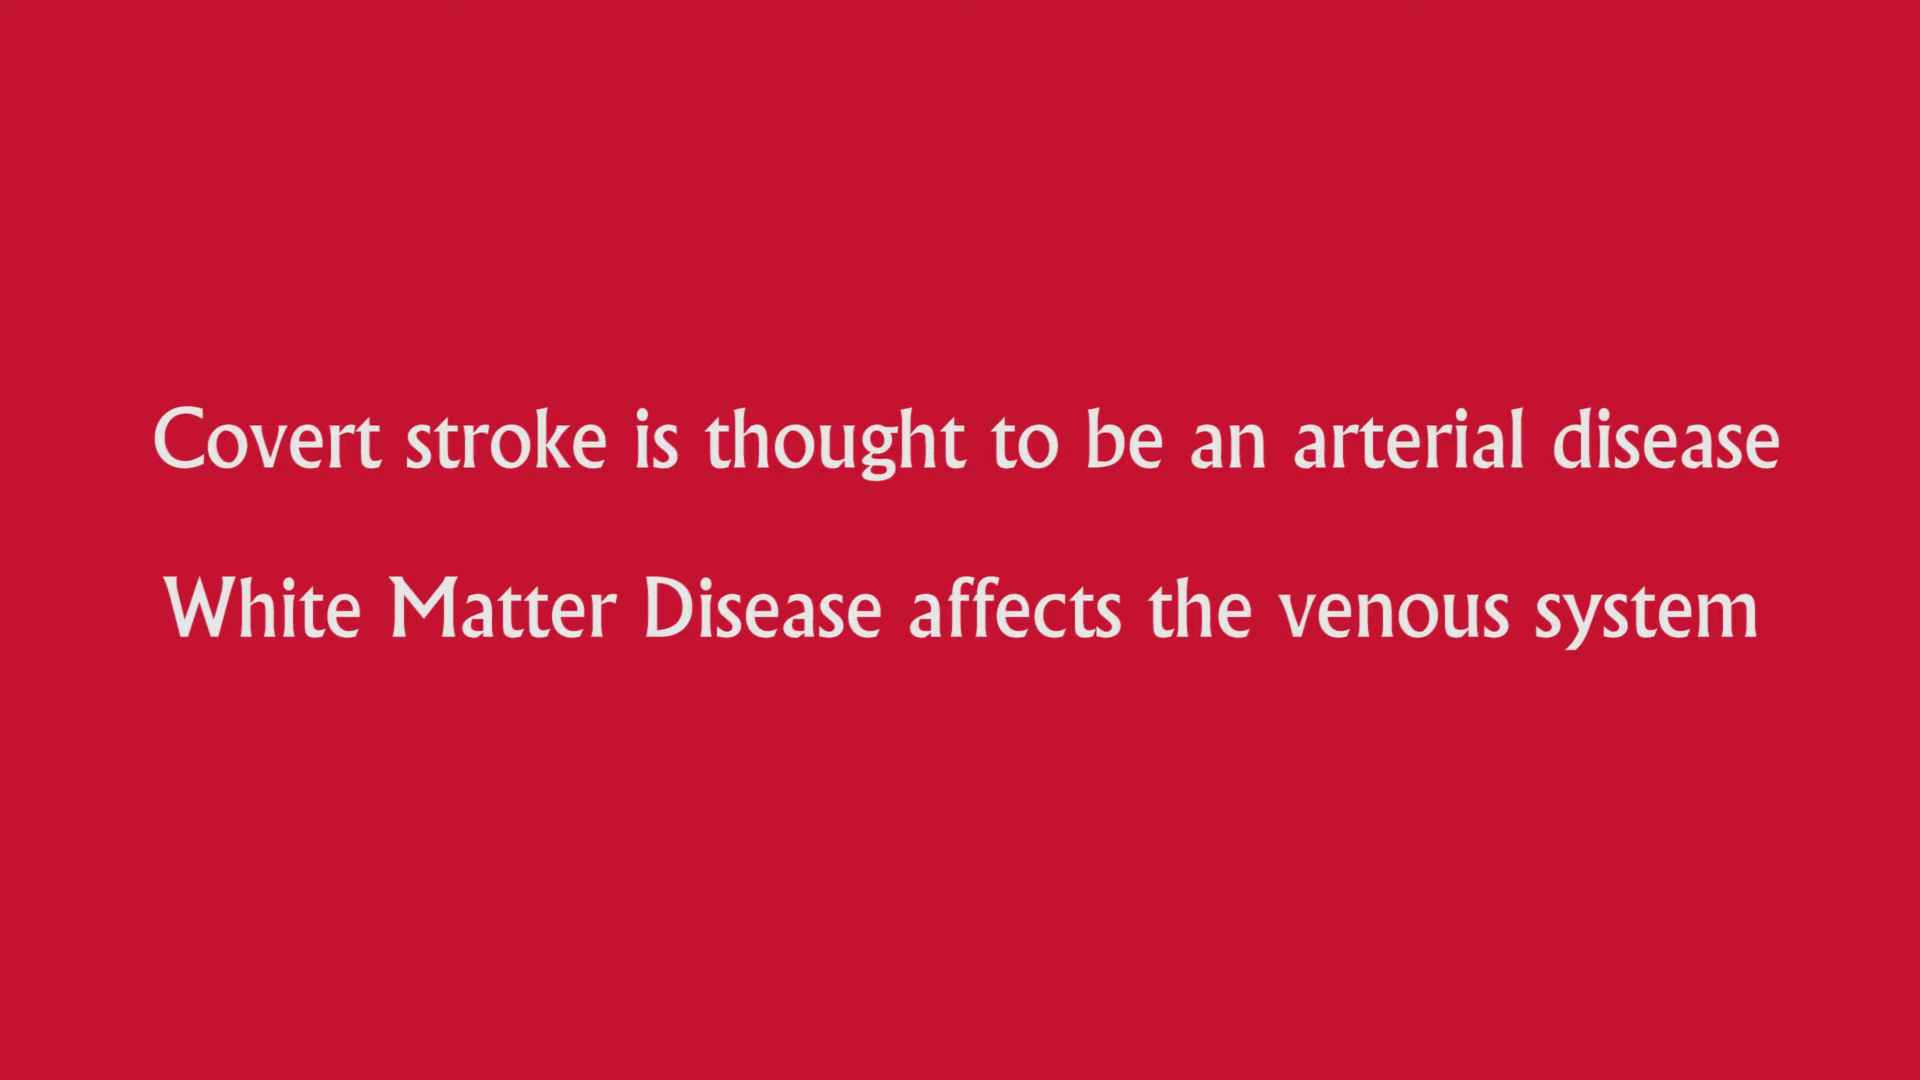 Covert stroke is thought to be an arterial disease
White Matter Disease affects the venous system